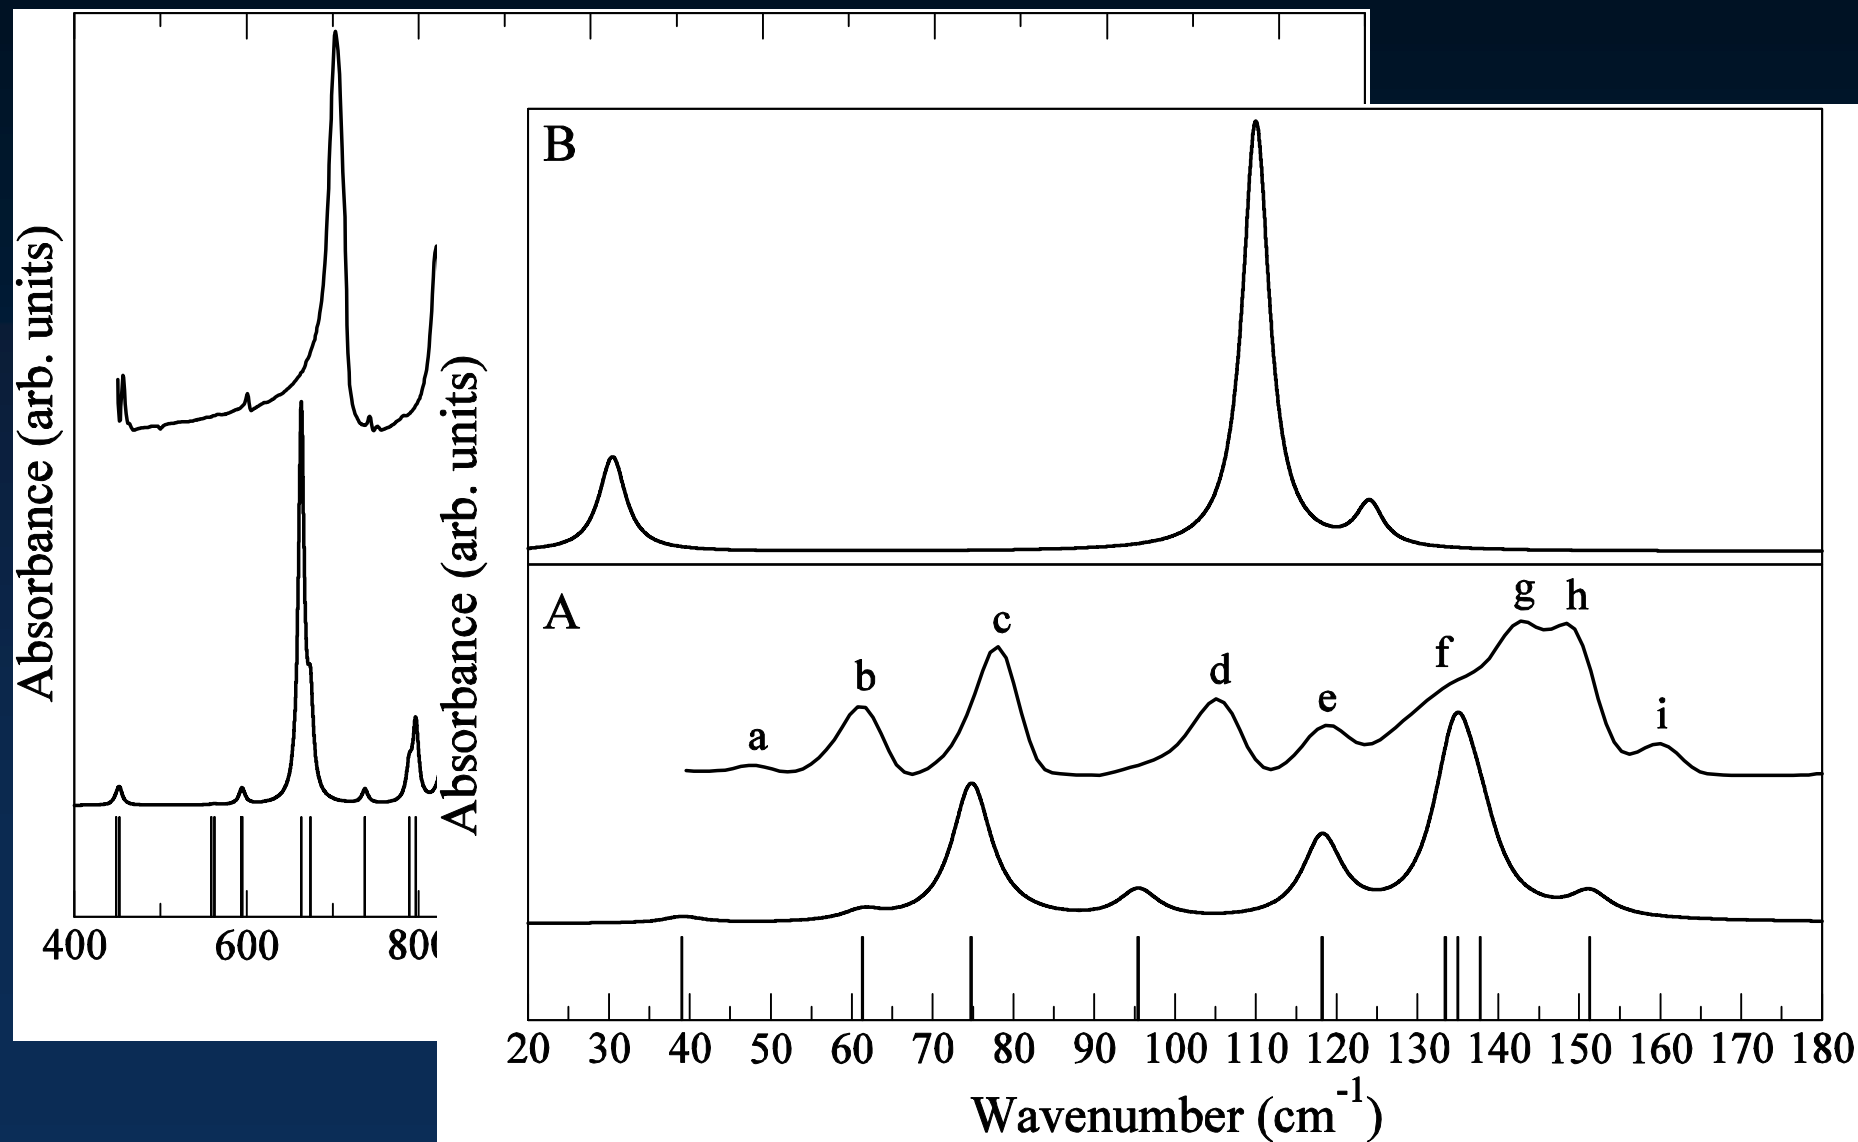 Absorbance (arb. units)
400 600 800
Absorbance (arb. units)
B
A
a b c d e f g h i
20 30 40 50 60 70 80 90 100 110 120 130 140 150 160 170 180
Wavenumber (cm-1)